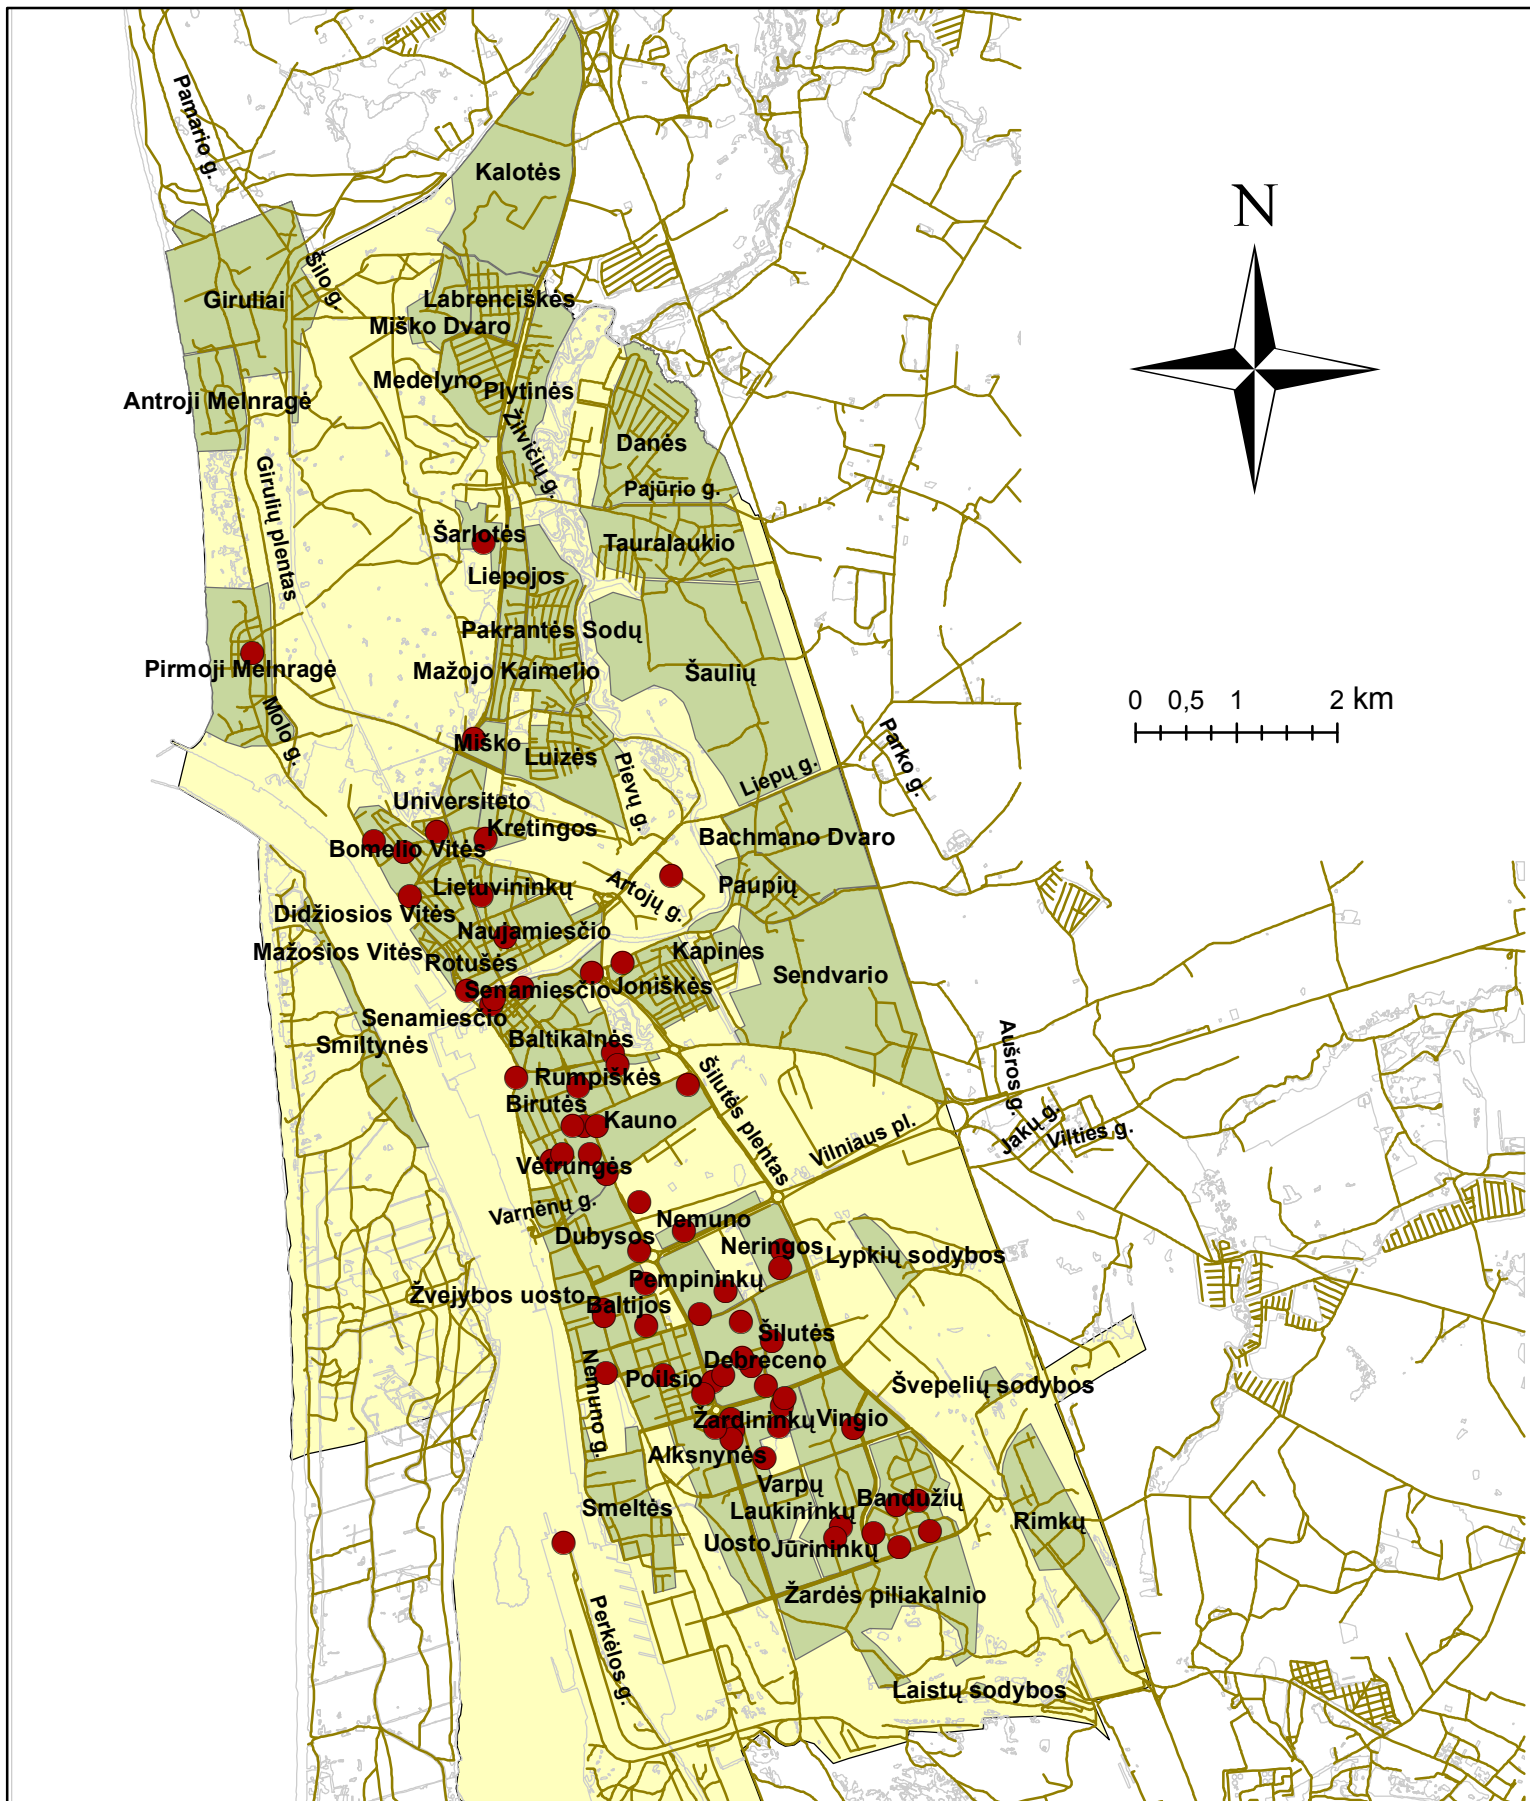 Pamario g.
Kalotės
N
Šilo g.
Giruliai
Labrenciškės
Miško Dvaro
Medelyno
Plytinės
Antroji Melnragė
Žilvičių g.
Danės
Girulių plentas
Pajūrio g.
Šarlotės
Tauralaukio
Liepojos
Pakrantės Sodų
Pirmoji Melnragė
Mažojo Kaimelio
Šaulių
0 0,5 1 2 km
Molo g.
Miško
Luizės
Pievų g.
Liepų g.
Parko g.
Universiteto
Kretingos
Bomelio Vitės
Bachmano Dvaro
Lietuvininkų
Artojų g.
Paupių
Didžiosios Vitės
Naujamiesčio
Mažosios Vitės
Rotušės
Kapines
Senamiesčio
Joniškės
Sendvario
Senamiesčio
Smiltynės
Baltikalnės
Aušros g.
Rumpiškės
Šilutės plentas
Birutės
Kauno
Vilniaus pl.
Jakų g.
Vilties g.
Vėtrungės
Varnėnų g.
Nemuno
Dubysos
Neringos
Lypkių sodybos
Pempininkų
Žvejybos uosto
Baltijos
Šilutės
Debreceno
Nemuno g.
Poilsio
Švepelių sodybos
Žardininkų
Vingio
Alksnynės
Varpų
Bandužių
Smeltės
Laukininkų
Rimkų
Uosto
Jūrininkų
Žardės piliakalnio
Perkėlos g.
Laistų sodybos